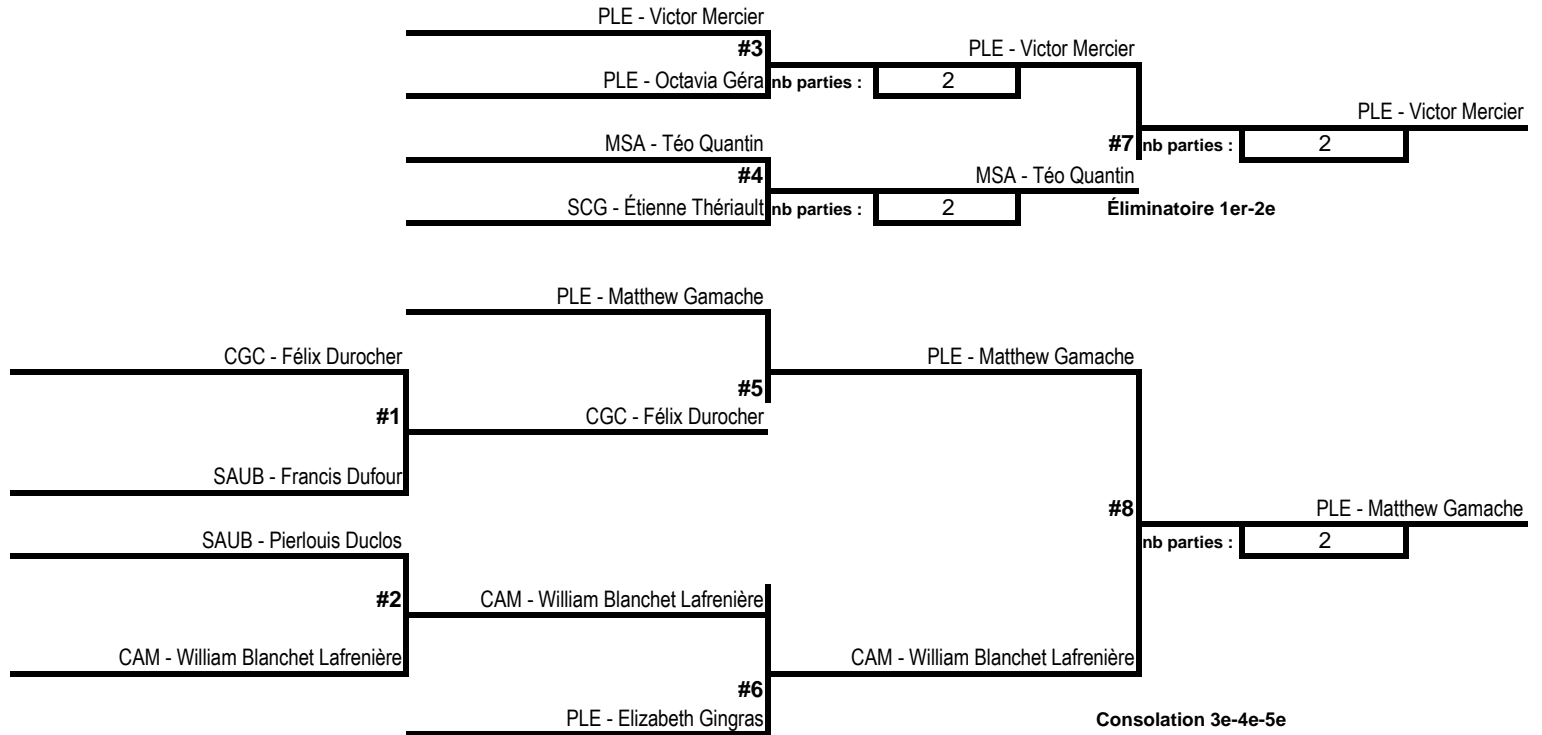 PLE - Victor Mercier
#3
PLE - Victor Mercier
PLE - Octavia Géra
nb parties : 2
PLE - Victor Mercier
MSA - Téo Quantin
#7
nb parties : 2
#4
MSA - Téo Quantin
SCG - Étienne Thériault
nb parties : 2
Éliminatoire 1er-2e
PLE - Matthew Gamache
CGC - Félix Durocher
PLE - Matthew Gamache
#5
#1
CGC - Félix Durocher
SAUB - Francis Dufour
#8
PLE - Matthew Gamache
SAUB - Pierlouis Duclos
nb parties : 2
#2
CAM - William Blanchet Lafrenière
CAM - William Blanchet Lafrenière
CAM - William Blanchet Lafrenière
#6
PLE - Elizabeth Gingras
Consolation 3e-4e-5e